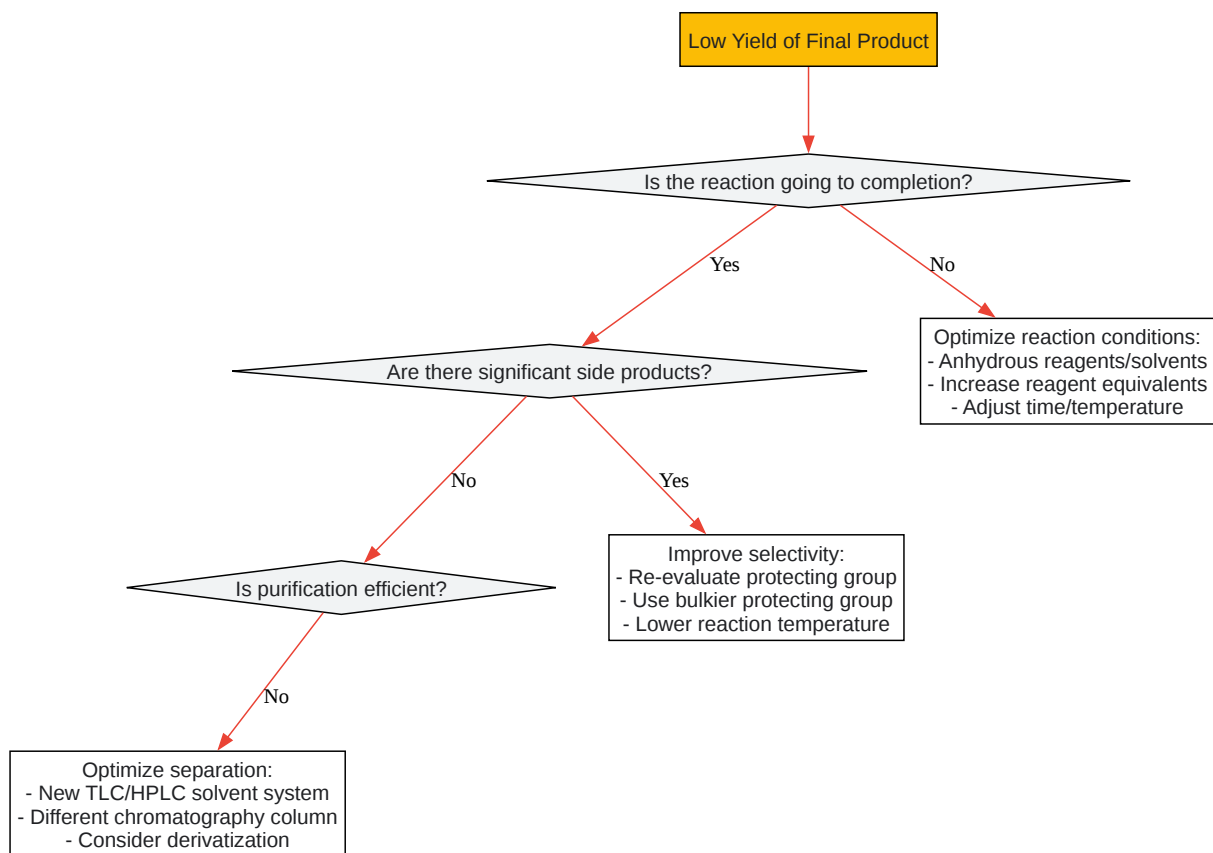 Low Yield of Final Product
Is the reaction going to completion?
Yes
No
Optimize reaction conditions:
- Anhydrous reagents/solvents
- Increase reagent equivalents
- Adjust time/temperature
Are there significant side products?
No
Yes
Improve selectivity:
- Re-evaluate protecting group
- Use bulkier protecting group
- Lower reaction temperature
Is purification efficient?
No
Optimize separation:
- New TLC/HPLC solvent system
- Different chromatography column
- Consider derivatization